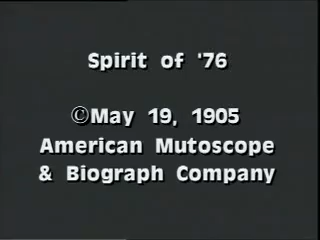 Spirit of '76
©May 19, 1905
American Mutoscope
& Biograph Company